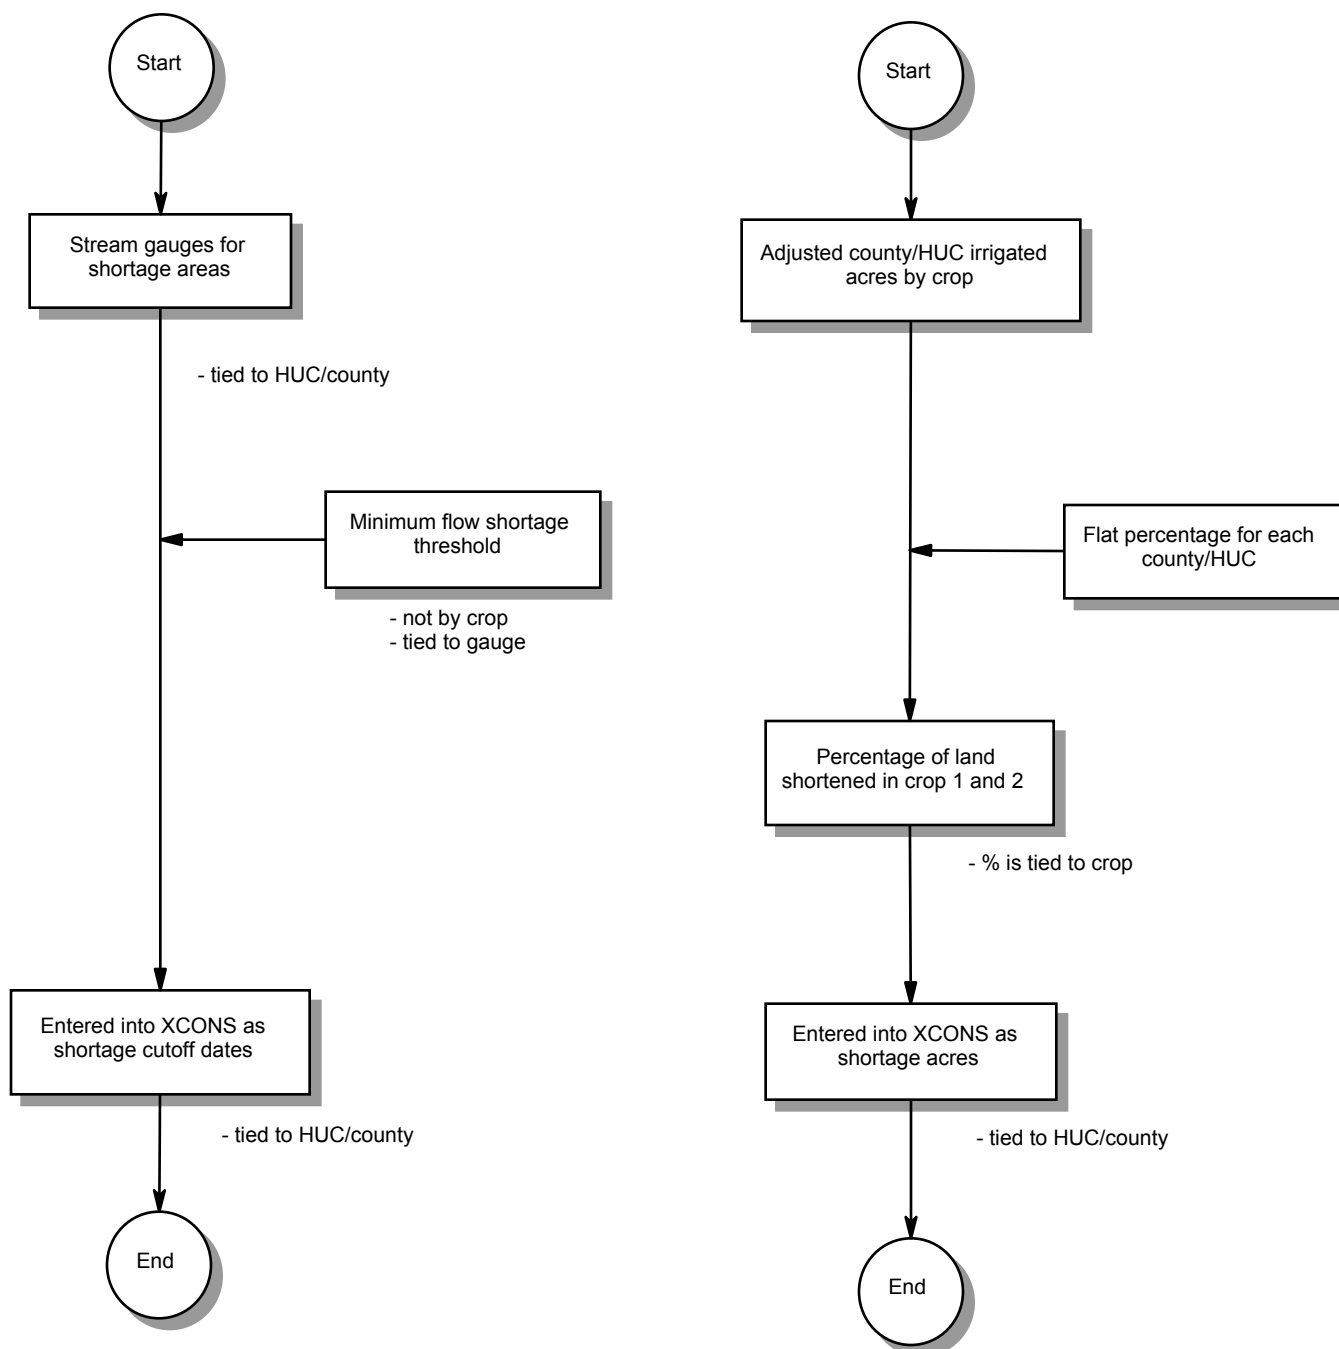 Start
Stream gauges for
shortage areas
- tied to HUC/county
Minimum flow shortage
threshold
- not by crop
- tied to gauge
Entered into XCONS as
shortage cutoff dates
- tied to HUC/county
End
Start
Adjusted county/HUC irrigated
acres by crop
Flat percentage for each
county/HUC
Percentage of land
shortened in crop 1 and 2
- % is tied to crop
Entered into XCONS as
shortage acres
- tied to HUC/county
End